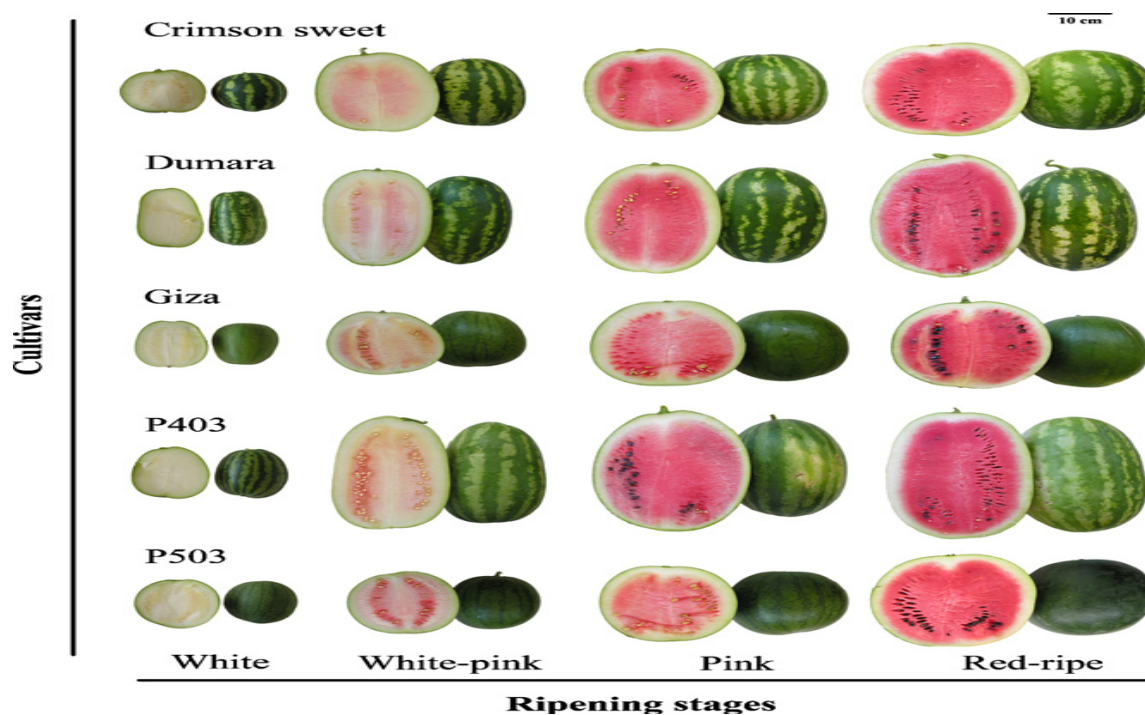 10 cm
Crimson sweet
Dumara
Giza
P403
P503
Cultivars
White White-pink Pink Red-ripe
Ripening stages